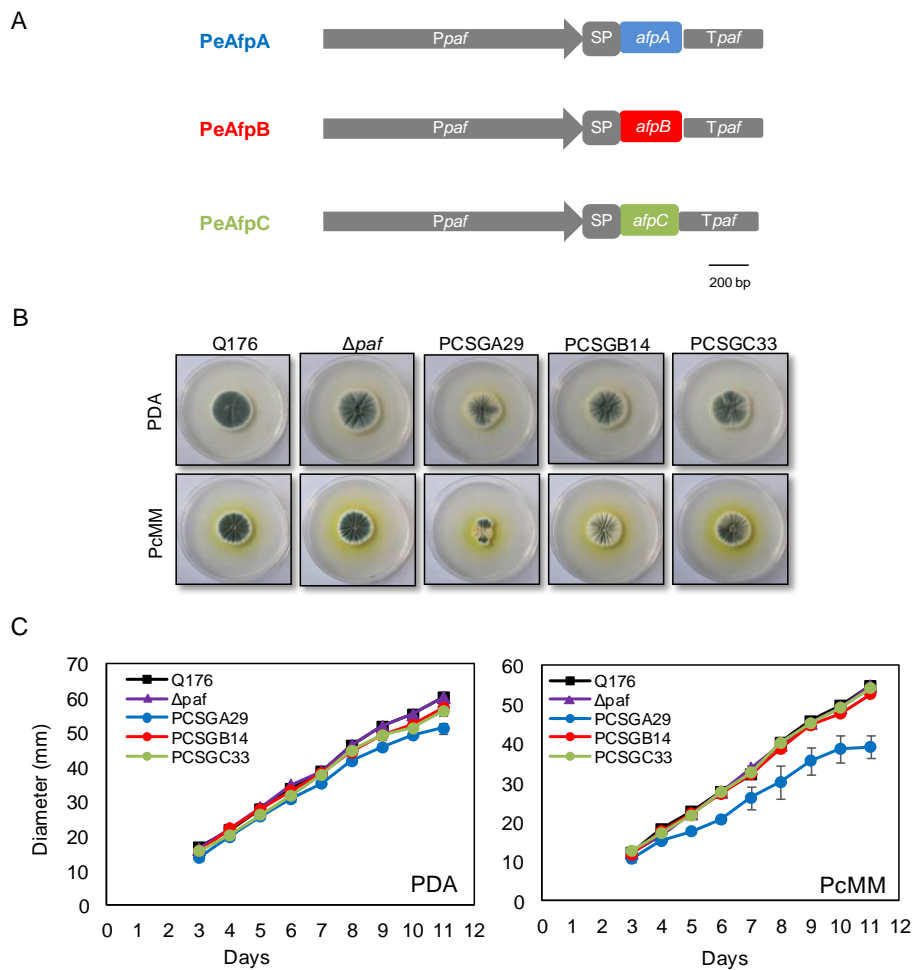 A
PeAfpA Ppaf SP afpA Tpaf
PeAfpB Ppaf SP afpB Tpaf
PeAfpC Ppaf SP afpC Tpaf
200 bp
B
Q176 Δpaf PCSGA29 PCSGB14 PCSGC33
PDA
PcMM
C
70
60
50
40
30
20
10
0
Diameter (mm)
Q176
Δpaf
PCSGA29
PCSGB14
PCSGC33
PDA
0 1 2 3 4 5 6 7 8 9 10 11 12
Days
60
50
40
30
20
10
0
Q176
Δpaf
PCSGA29
PCSGB14
PCSGC33
PcMM
0 1 2 3 4 5 6 7 8 9 10 11 12
Days